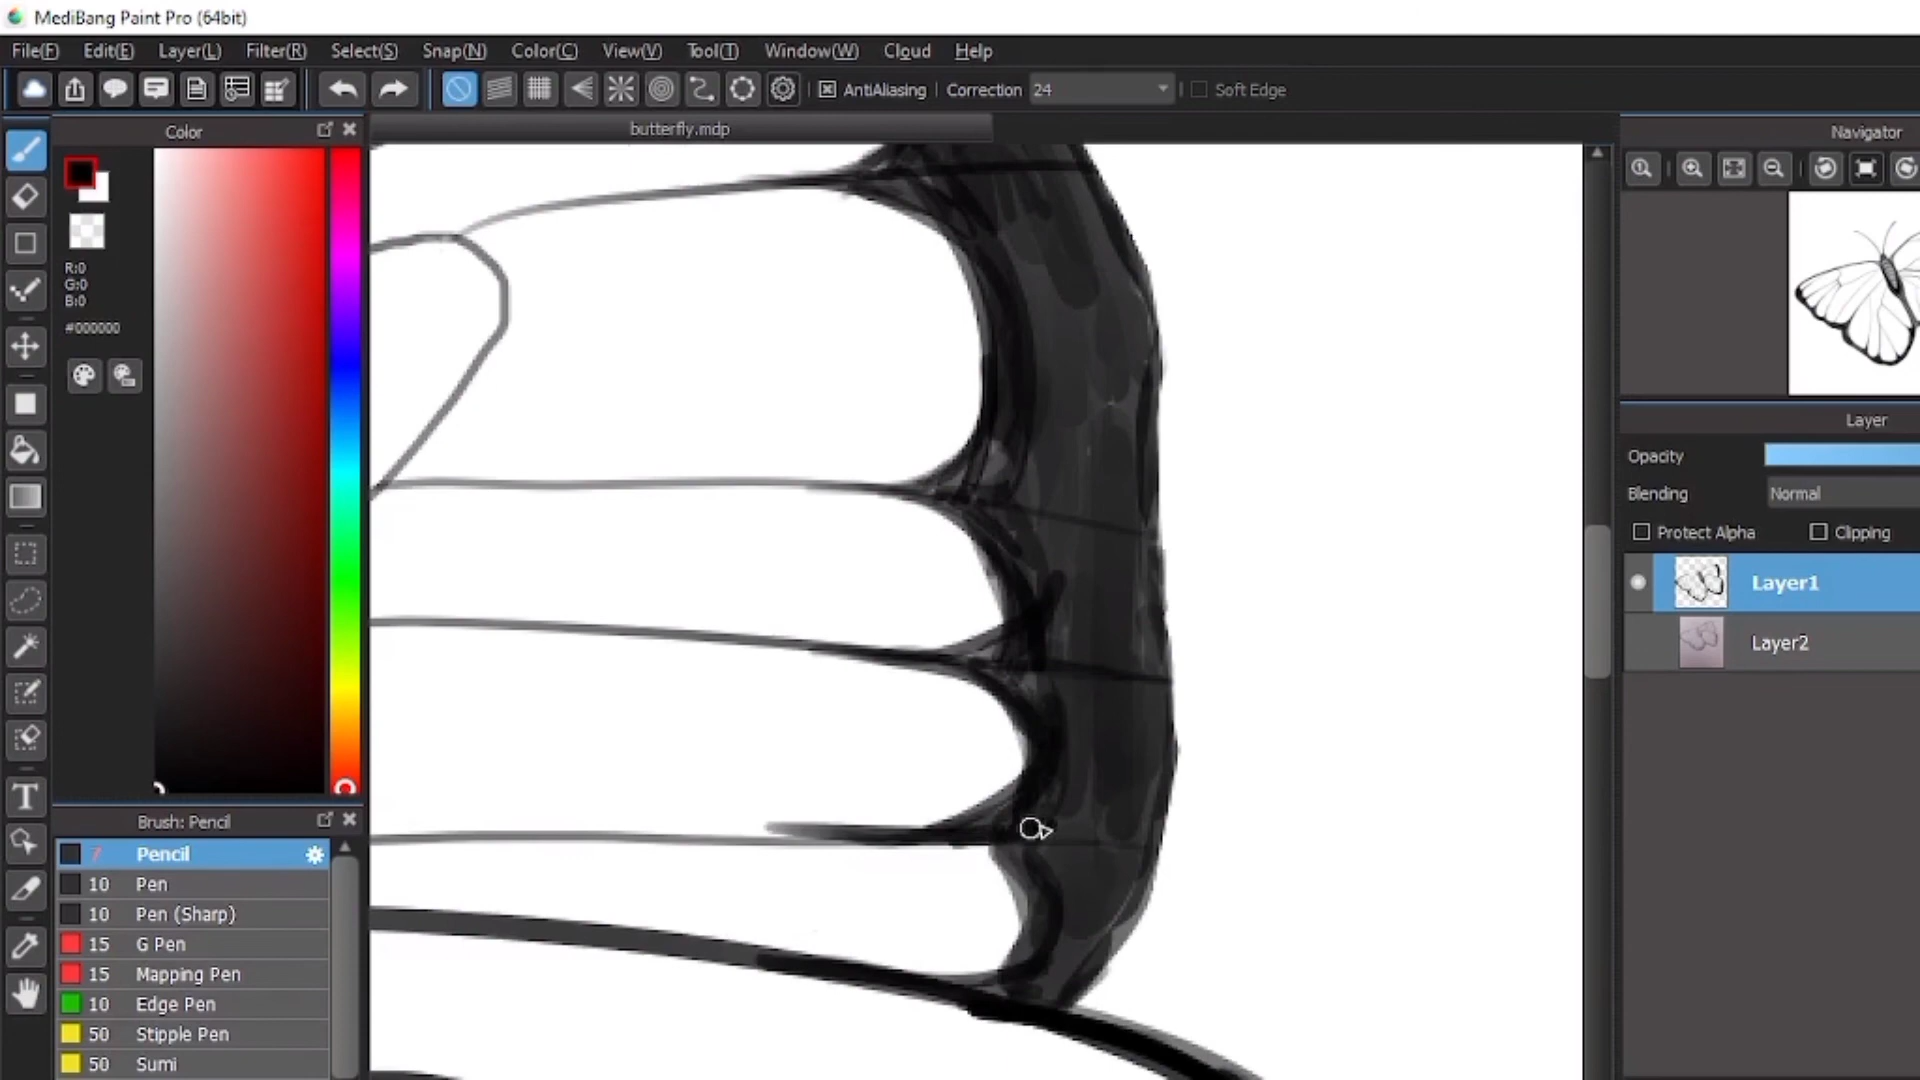 MediBang Paint Pro (64bit)
File(F) Edit(E) Layer(L) Filter(R) Select(S) Snap(N) Color(C) View(V) Tool(T) Window(W) Cloud Help
AntiAliasing Correction 24 Soft Edge
Color
butterfly.mdp
Navigator
R:0
G:0
B:0
#000000
Layer
Opacity
Blending Normal
Protect Alpha Clipping
Layer1
Layer2
T
Brush: Pencil
7 Pencil
10 Pen
10 Pen (Sharp)
15 G Pen
15 Mapping Pen
10 Edge Pen
50 Stipple Pen
50 Sumi